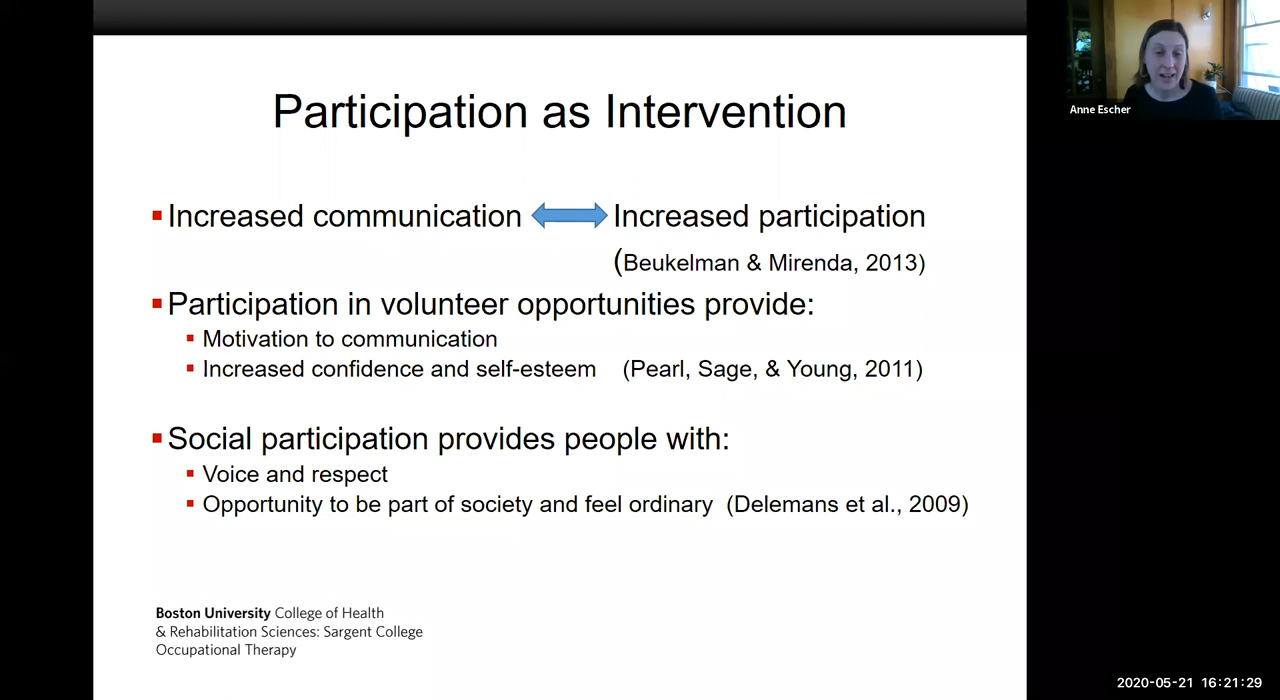 Participation as Intervention
Increased communication Increased participation
(Beukelman & Mirenda, 2013)
Participation in volunteer opportunities provide:
Motivation to communication
Increased confidence and self-esteem (Pearl, Sage, & Young, 2011)
Social participation provides people with:
Voice and respect
Opportunity to be part of society and feel ordinary (Delemans et al., 2009)
Boston University College of Health
& Rehabilitation Sciences: Sargent College
Occupational Therapy
Anne Escher
2020-05-21 16:21:29